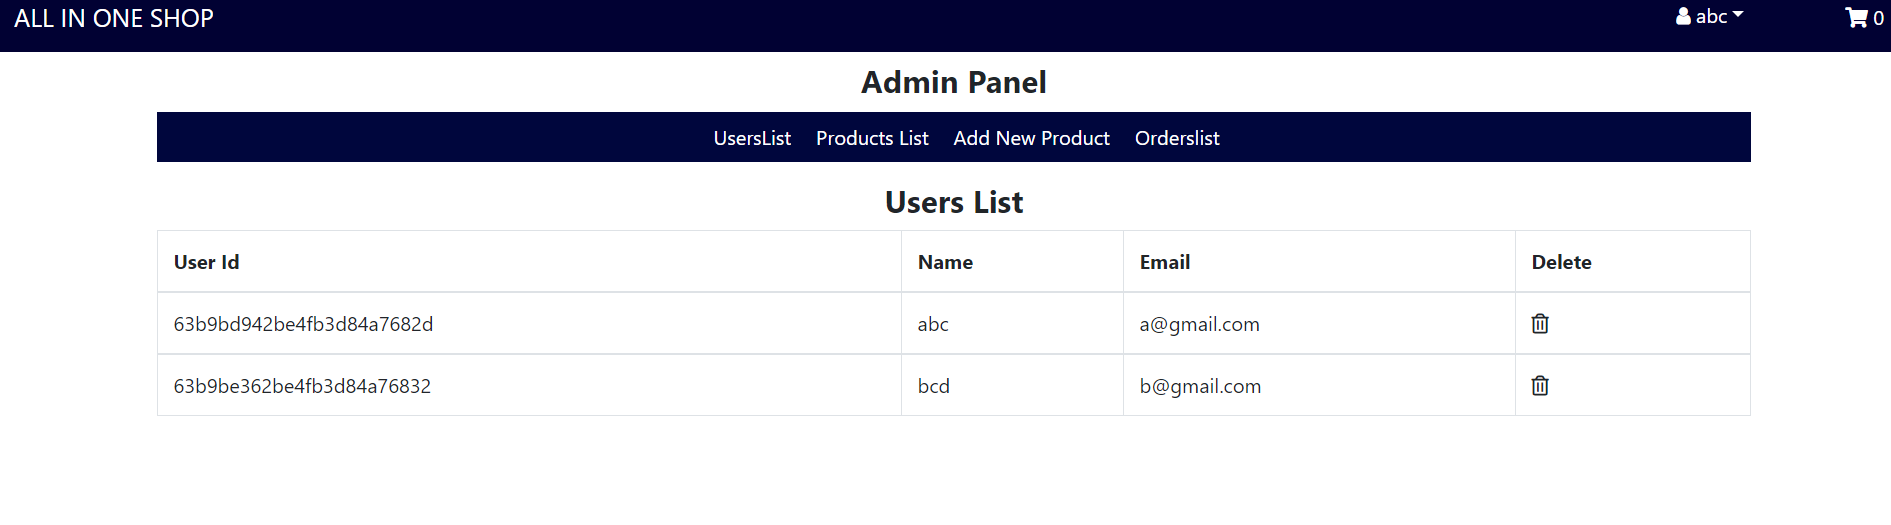 ALL IN ONE SHOP abc 0
Admin Panel
UsersList Products List Add New Product Orderslist
Users List
User Id Name Email Delete
63b9bd942be4fb3d84a7682d abc a@gmail.com
63b9be362be4fb3d84a76832 bcd b@gmail.com